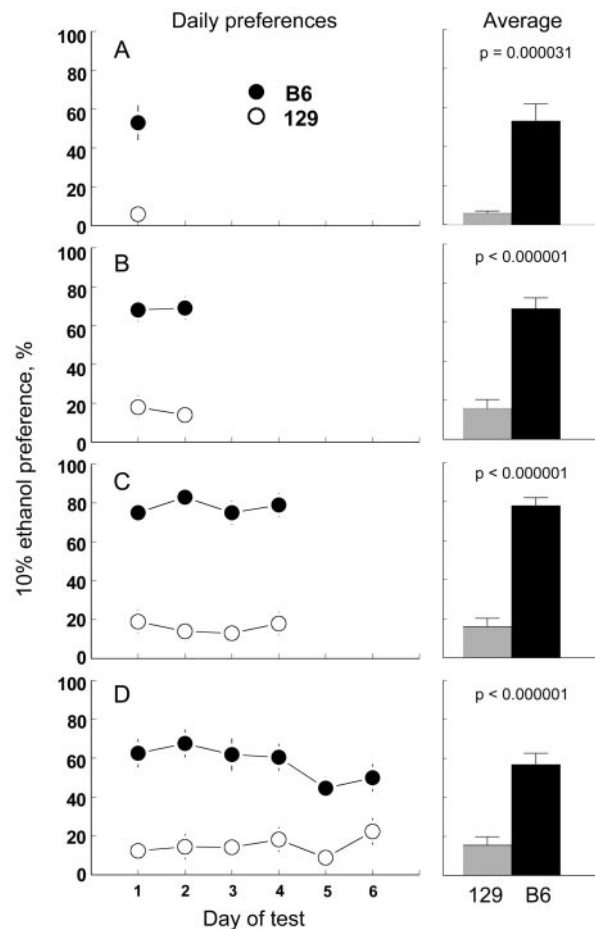 Daily preferences
Average
100
80
60
40
20
0
A
B6
129
p = 0.000031
100
80
60
40
20
0
B
p < 0.000001
10% ethanol preference, %
100
80
60
40
20
0
C
p < 0.000001
100
80
60
40
20
0
D
p < 0.000001
1 2 3 4 5 6
Day of test
129 B6